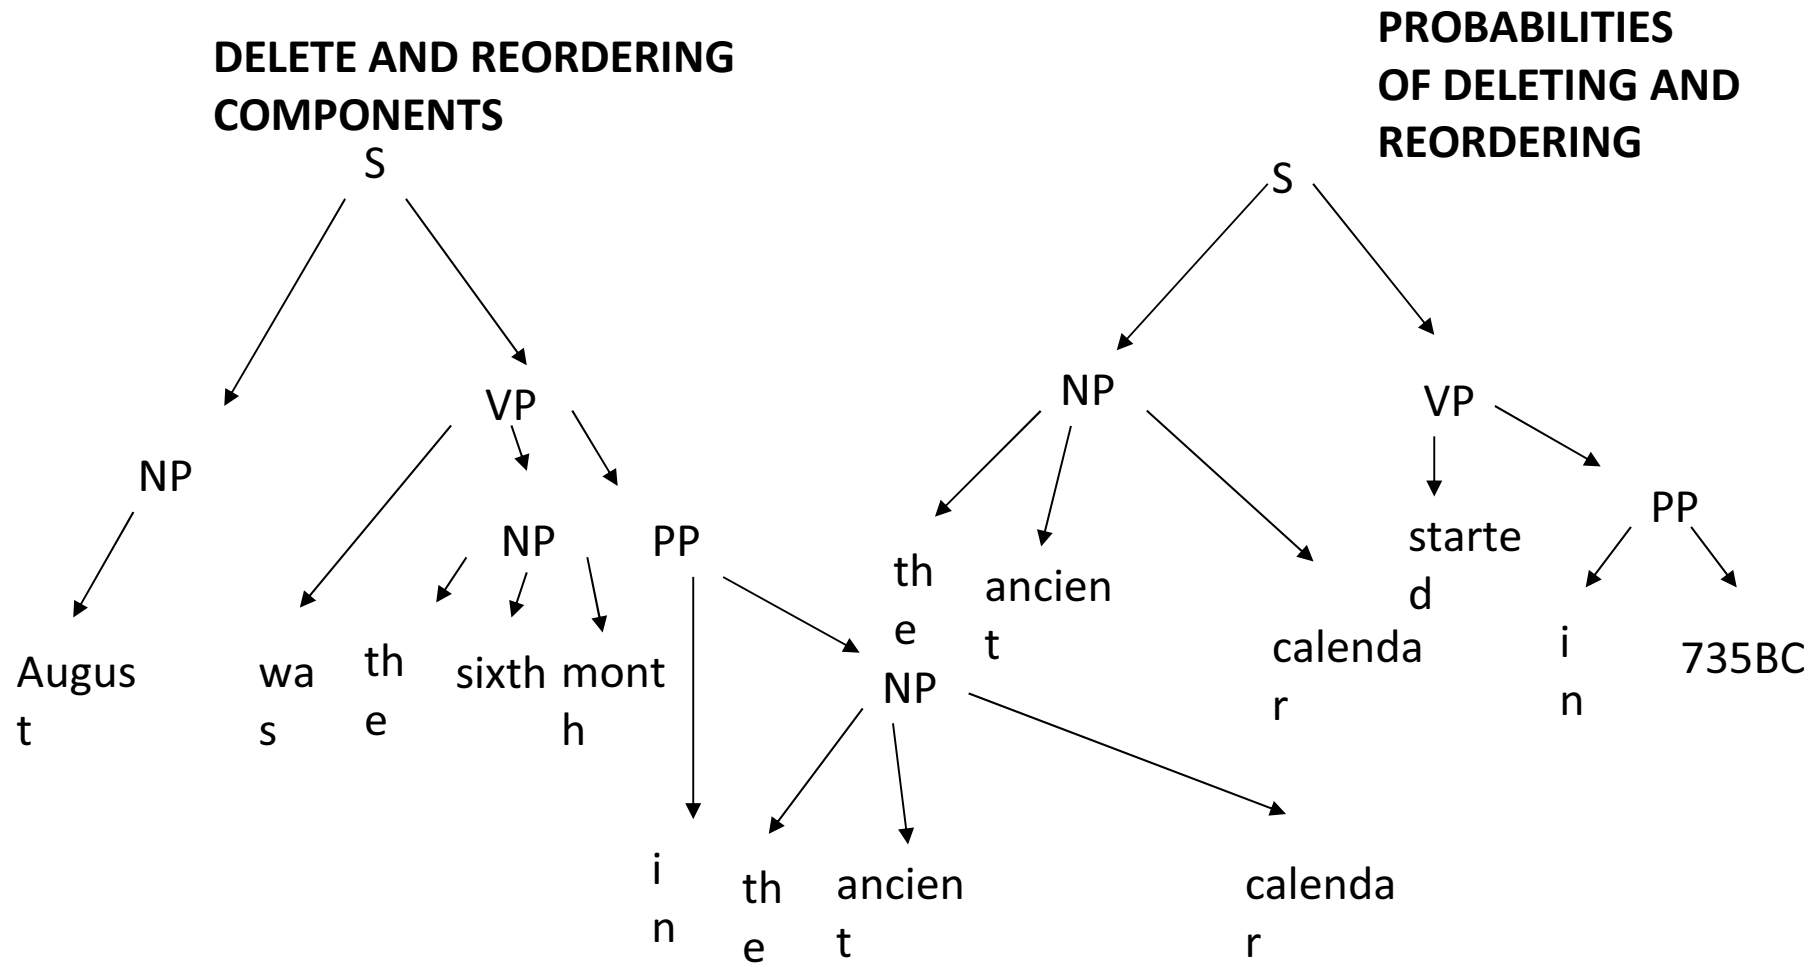 DELETE AND REORDERING
COMPONENTS
S
NP
VP
NP
PP
Augus
t
wa
s
th
e
sixth
mont
h
i
n
NP
th
e
ancien
t
calenda
r
PROBABILITIES
OF DELETING AND
REORDERING
S
NP
VP
th
e
ancien
t
calenda
r
starte
d
PP
i
n
735BC